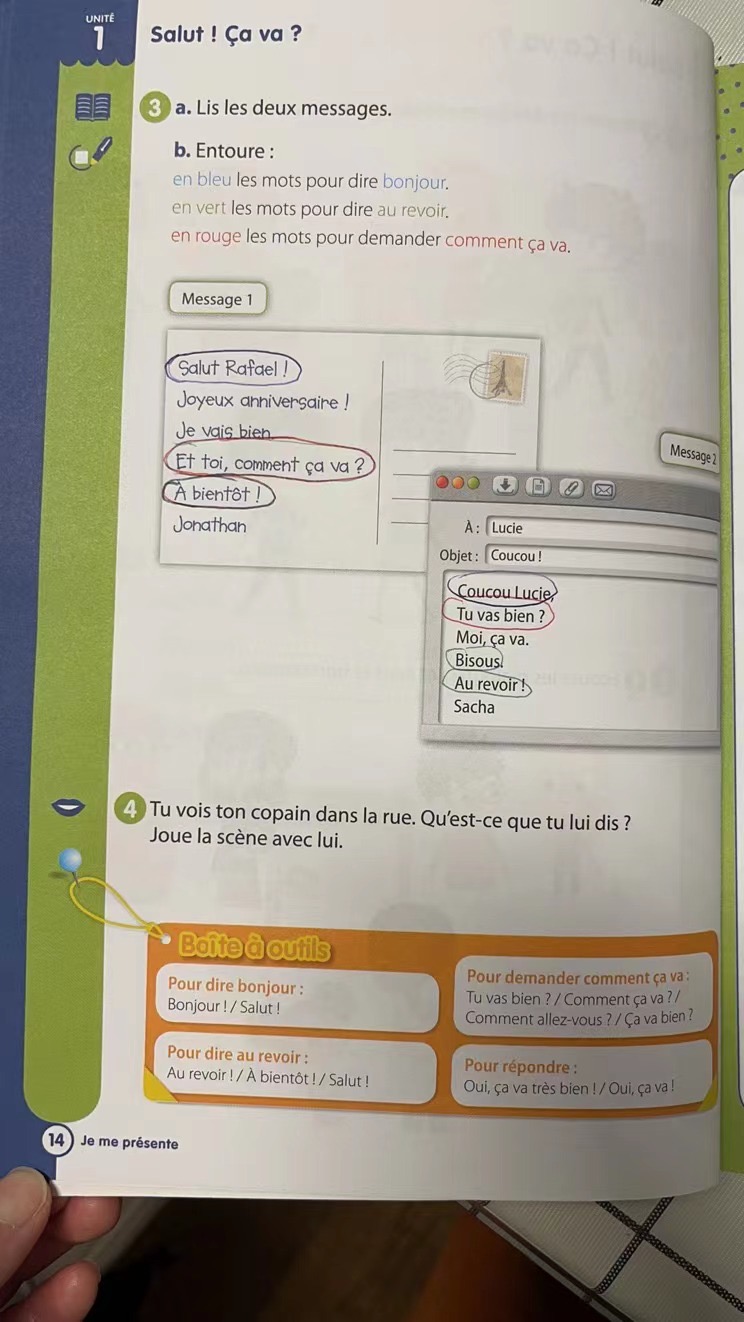 UNITÉ
1
Salut ! Ça va ?
3 a. Lis les deux messages.
b. Entoure :
en bleu les mots pour dire bonjour.
en vert les mots pour dire au revoir.
en rouge les mots pour demander comment ça va.
Message 1
Salut Rafael !
Joyeux anniversaire !
Je vais bien
Et toi, comment ça va ?
À bientôt !
Jonathan
Message 2
À : Lucie
Objet : Coucou !
Coucou Lucie,
Tu vas bien ?
Moi, ça va.
Bisous.
Au revoir !
Sacha
4 Tu vois ton copain dans la rue. Qu'est-ce que tu lui dis ?
Joue la scène avec lui.
Boîte à outils
Pour dire bonjour :
Bonjour ! / Salut !
Pour demander comment ça va :
Tu vas bien ? / Comment ça va ? /
Comment allez-vous ? / Ça va bien ?
Pour dire au revoir :
Au revoir ! / À bientôt ! / Salut !
Pour répondre :
Oui, ça va très bien ! / Oui, ça va !
14 Je me présente